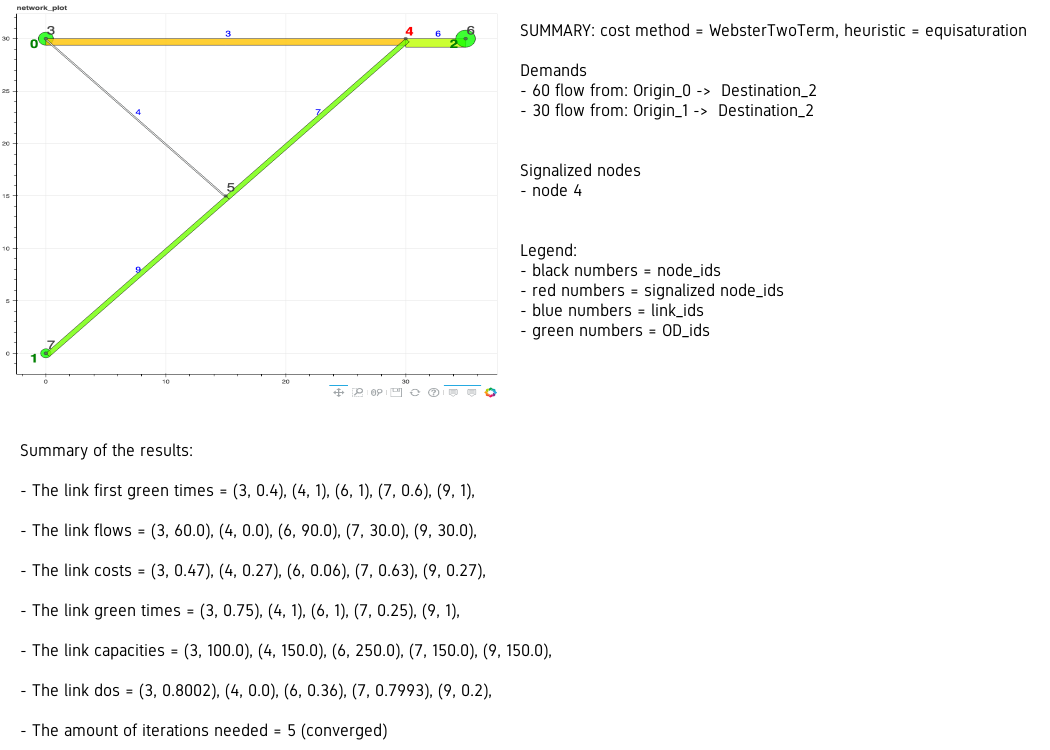 network_plot
3
4
6
30
0
3
6
2
25
4
7
20
15
5
10
9
5
7
0
1
0
10
20
30
SUMMARY: cost method = WebsterTwoTerm, heuristic = equisaturation
Demands
- 60 flow from: Origin_0 -> Destination_2
- 30 flow from: Origin_1 -> Destination_2
Signalized nodes
- node 4
Legend:
- black numbers = node_ids
- red numbers = signalized node_ids
- blue numbers = link_ids
- green numbers = OD_ids
Summary of the results:
- The link first green times = (3, 0.4), (4, 1), (6, 1), (7, 0.6), (9, 1),
- The link flows = (3, 60.0), (4, 0.0), (6, 90.0), (7, 30.0), (9, 30.0),
- The link costs = (3, 0.47), (4, 0.27), (6, 0.06), (7, 0.63), (9, 0.27),
- The link green times = (3, 0.75), (4, 1), (6, 1), (7, 0.25), (9, 1),
- The link capacities = (3, 100.0), (4, 150.0), (6, 250.0), (7, 150.0), (9, 150.0),
- The link dos = (3, 0.8002), (4, 0.0), (6, 0.36), (7, 0.7993), (9, 0.2),
- The amount of iterations needed = 5 (converged)